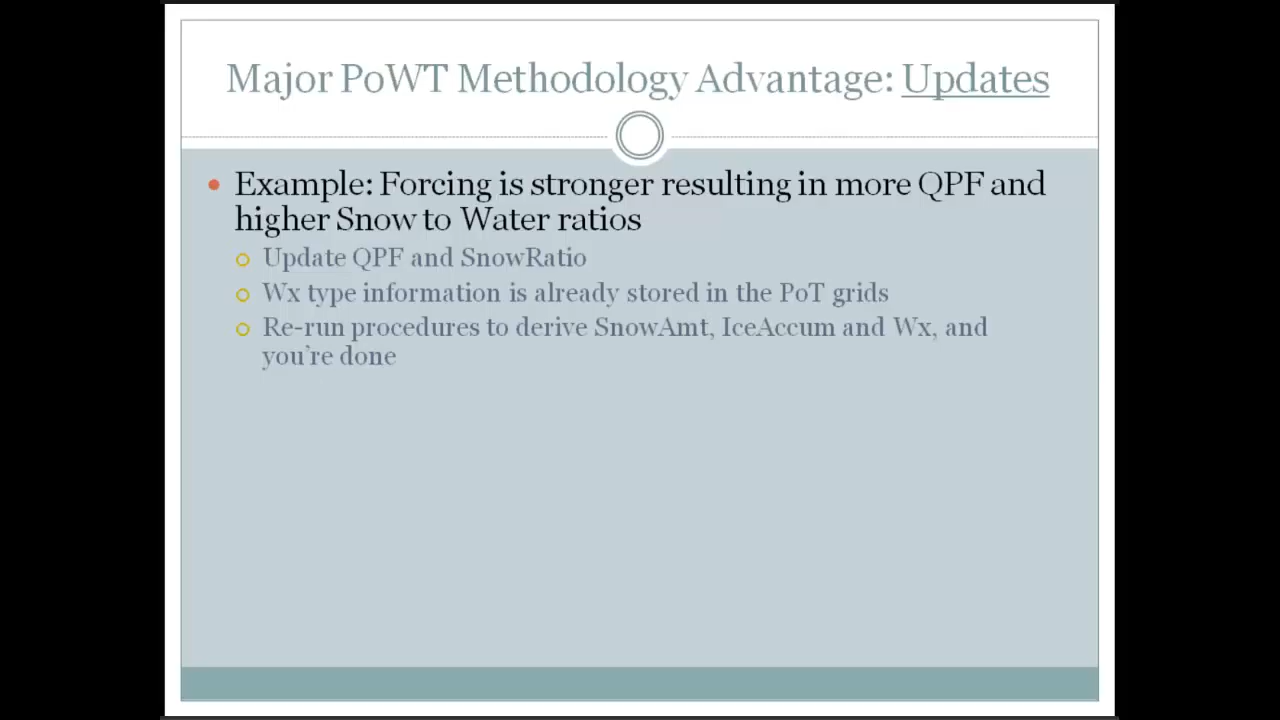 Major PoWT Methodology Advantage: Updates
Example: Forcing is stronger resulting in more QPF and
higher Snow to Water ratios
Update QPF and SnowRatio
Wx type information is already stored in the PoT grids
Re-run procedures to derive SnowAmt, IceAccum and Wx, and
you're done